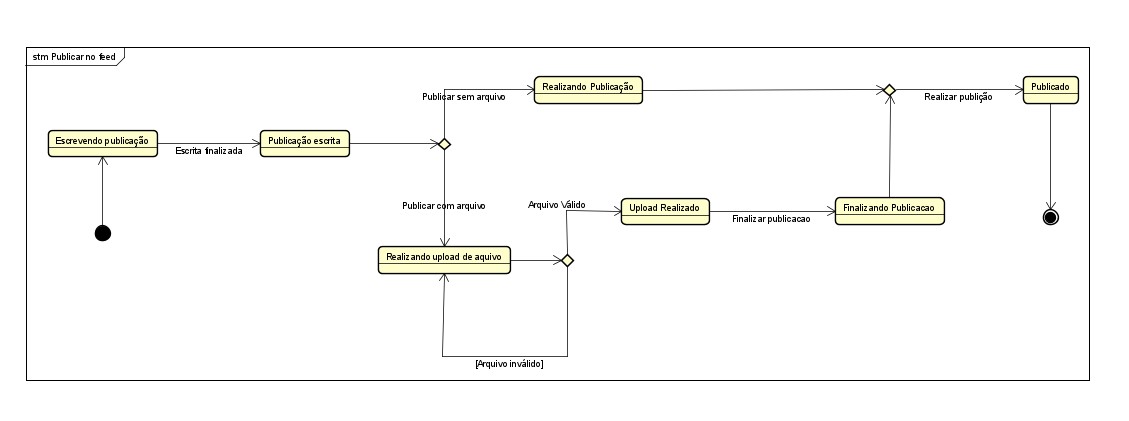 stm Publicar no feed
Realizando Publicação
Publicado
Publicar sem arquivo
Realizar publição
Escrevendo publicação
Publicação escrita
Escrita finalizada
Publicar com arquivo
Arquivo Válido
Upload Realizado
Finalizando Publicacao
Finalizar publicacao
Realizando upload de aquivo
[Arquivo inválido]